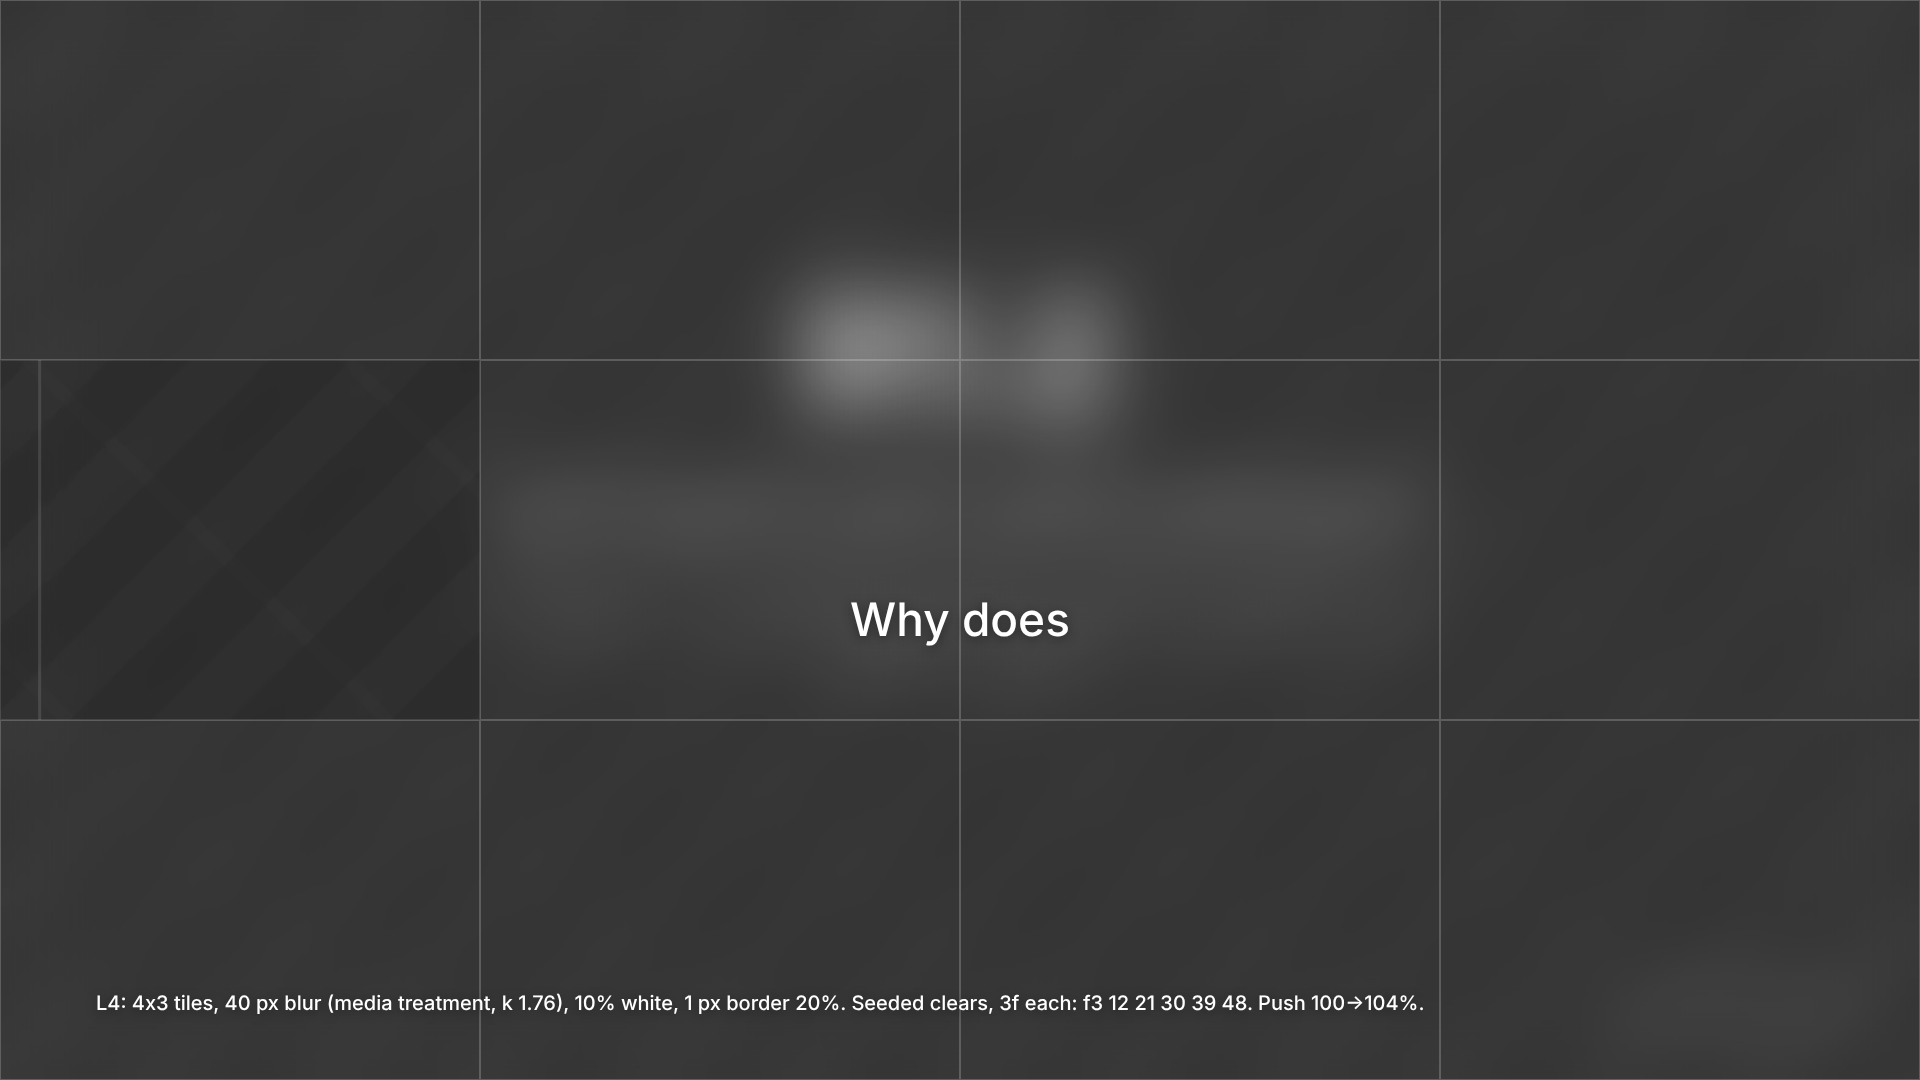 Why does
L4: 4x3 tiles, 40 px blur (media treatment, k 1.76), 10% white, 1 px border 20%. Seeded clears, 3f each: f3 12 21 30 39 48. Push 100→104%.